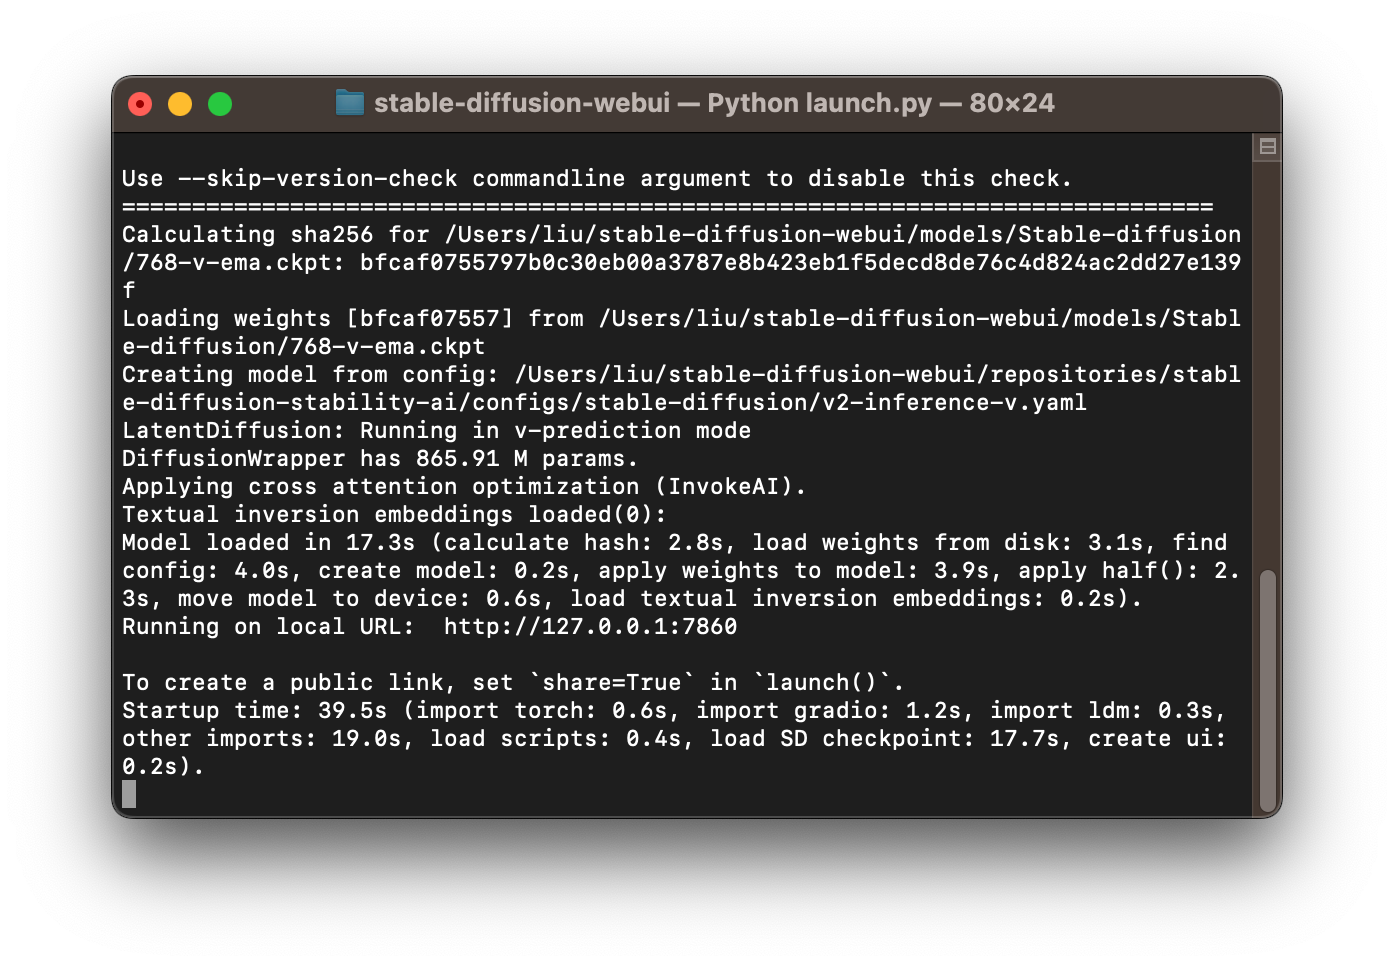 stable-diffusion-webui — Python launch.py — 80×24
Use --skip-version-check commandline argument to disable this check.
==============================================================================
Calculating sha256 for /Users/liu/stable-diffusion-webui/models/Stable-diffusion
/768-v-ema.ckpt: bfcaf0755797b0c30eb00a3787e8b423eb1f5decd8de76c4d824ac2dd27e139
f
Loading weights [bfcaf07557] from /Users/liu/stable-diffusion-webui/models/Stabl
e-diffusion/768-v-ema.ckpt
Creating model from config: /Users/liu/stable-diffusion-webui/repositories/stabl
e-diffusion-stability-ai/configs/stable-diffusion/v2-inference-v.yaml
LatentDiffusion: Running in v-prediction mode
DiffusionWrapper has 865.91 M params.
Applying cross attention optimization (InvokeAI).
Textual inversion embeddings loaded(0):
Model loaded in 17.3s (calculate hash: 2.8s, load weights from disk: 3.1s, find
config: 4.0s, create model: 0.2s, apply weights to model: 3.9s, apply half(): 2.
3s, move model to device: 0.6s, load textual inversion embeddings: 0.2s).
Running on local URL:  http://127.0.0.1:7860
To create a public link, set `share=True` in `launch()`.
Startup time: 39.5s (import torch: 0.6s, import gradio: 1.2s, import ldm: 0.3s,
other imports: 19.0s, load scripts: 0.4s, load SD checkpoint: 17.7s, create ui:
0.2s).